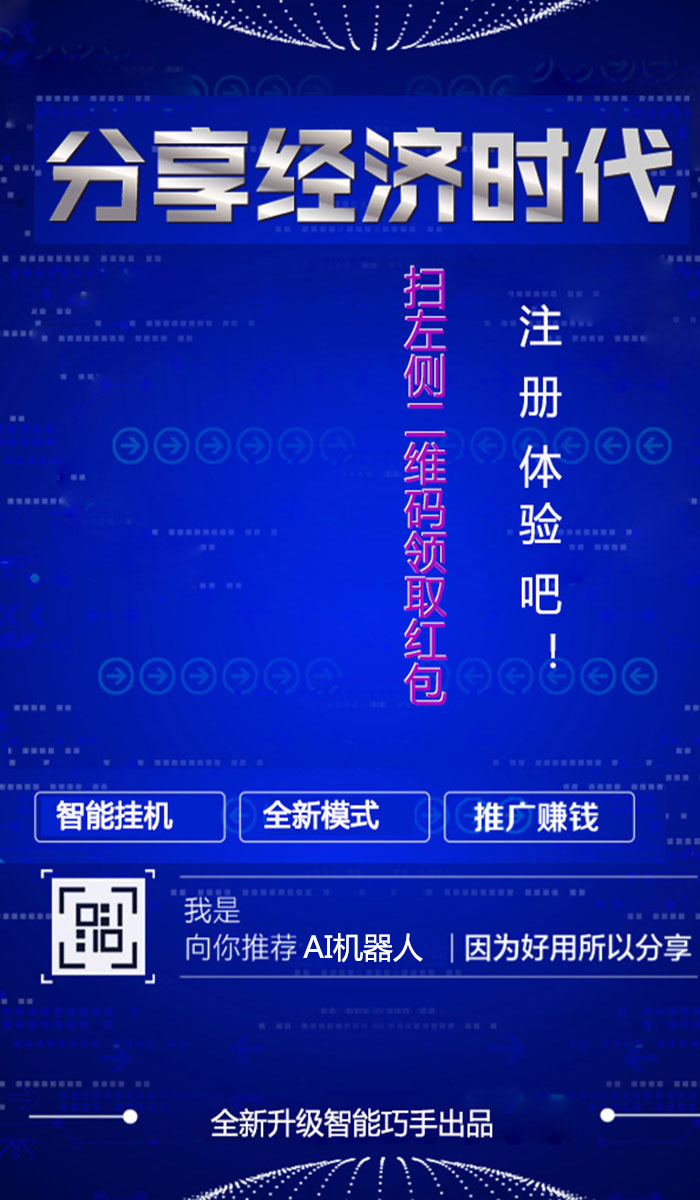 分享经济时代
扫左侧二维码领取红包
注册体验吧！
智能挂机
全新模式
推广赚钱
我是
向你推荐 AI机器人 ｜因为好用所以分享
全新升级智能巧手出品